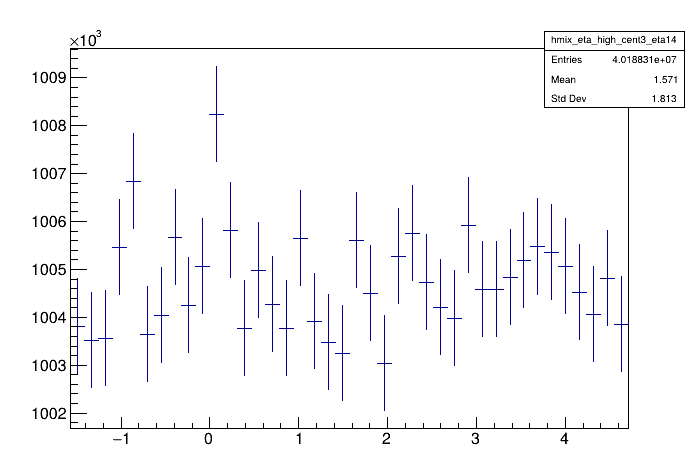 ×10³
hmix_eta_high_cent3_eta14
Entries 4.018831e+07
Mean 1.571
Std Dev 1.813
1009
1008
1007
1006
1005
1004
1003
1002
−1 0 1 2 3 4